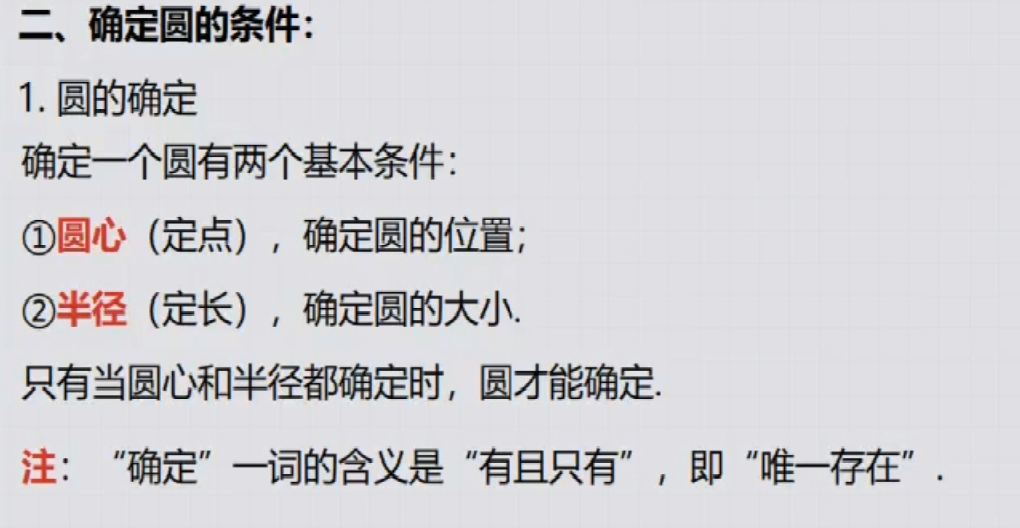 二、确定圆的条件：
1. 圆的确定
确定一个圆有两个基本条件：
①圆心（定点），确定圆的位置；
②半径（定长），确定圆的大小.
只有当圆心和半径都确定时，圆才能确定.
注：“确定”一词的含义是“有且只有”，即“唯一存在”.